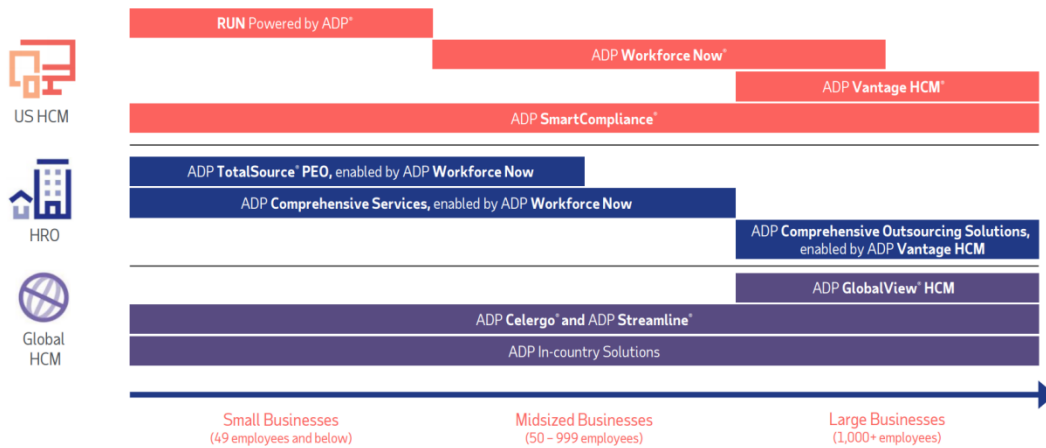 RUN Powered by ADP®
ADP Workforce Now®
ADP Vantage HCM®
ADP SmartCompliance®
US HCM
ADP TotalSource® PEO, enabled by ADP Workforce Now
ADP Comprehensive Services, enabled by ADP Workforce Now
ADP Comprehensive Outsourcing Solutions,
enabled by ADP Vantage HCM
HRO
ADP GlobalView® HCM
ADP Celergo® and ADP Streamline®
ADP In-country Solutions
Global
HCM
Small Businesses
(49 employees and below)
Midsized Businesses
(50 – 999 employees)
Large Businesses
(1,000+ employees)